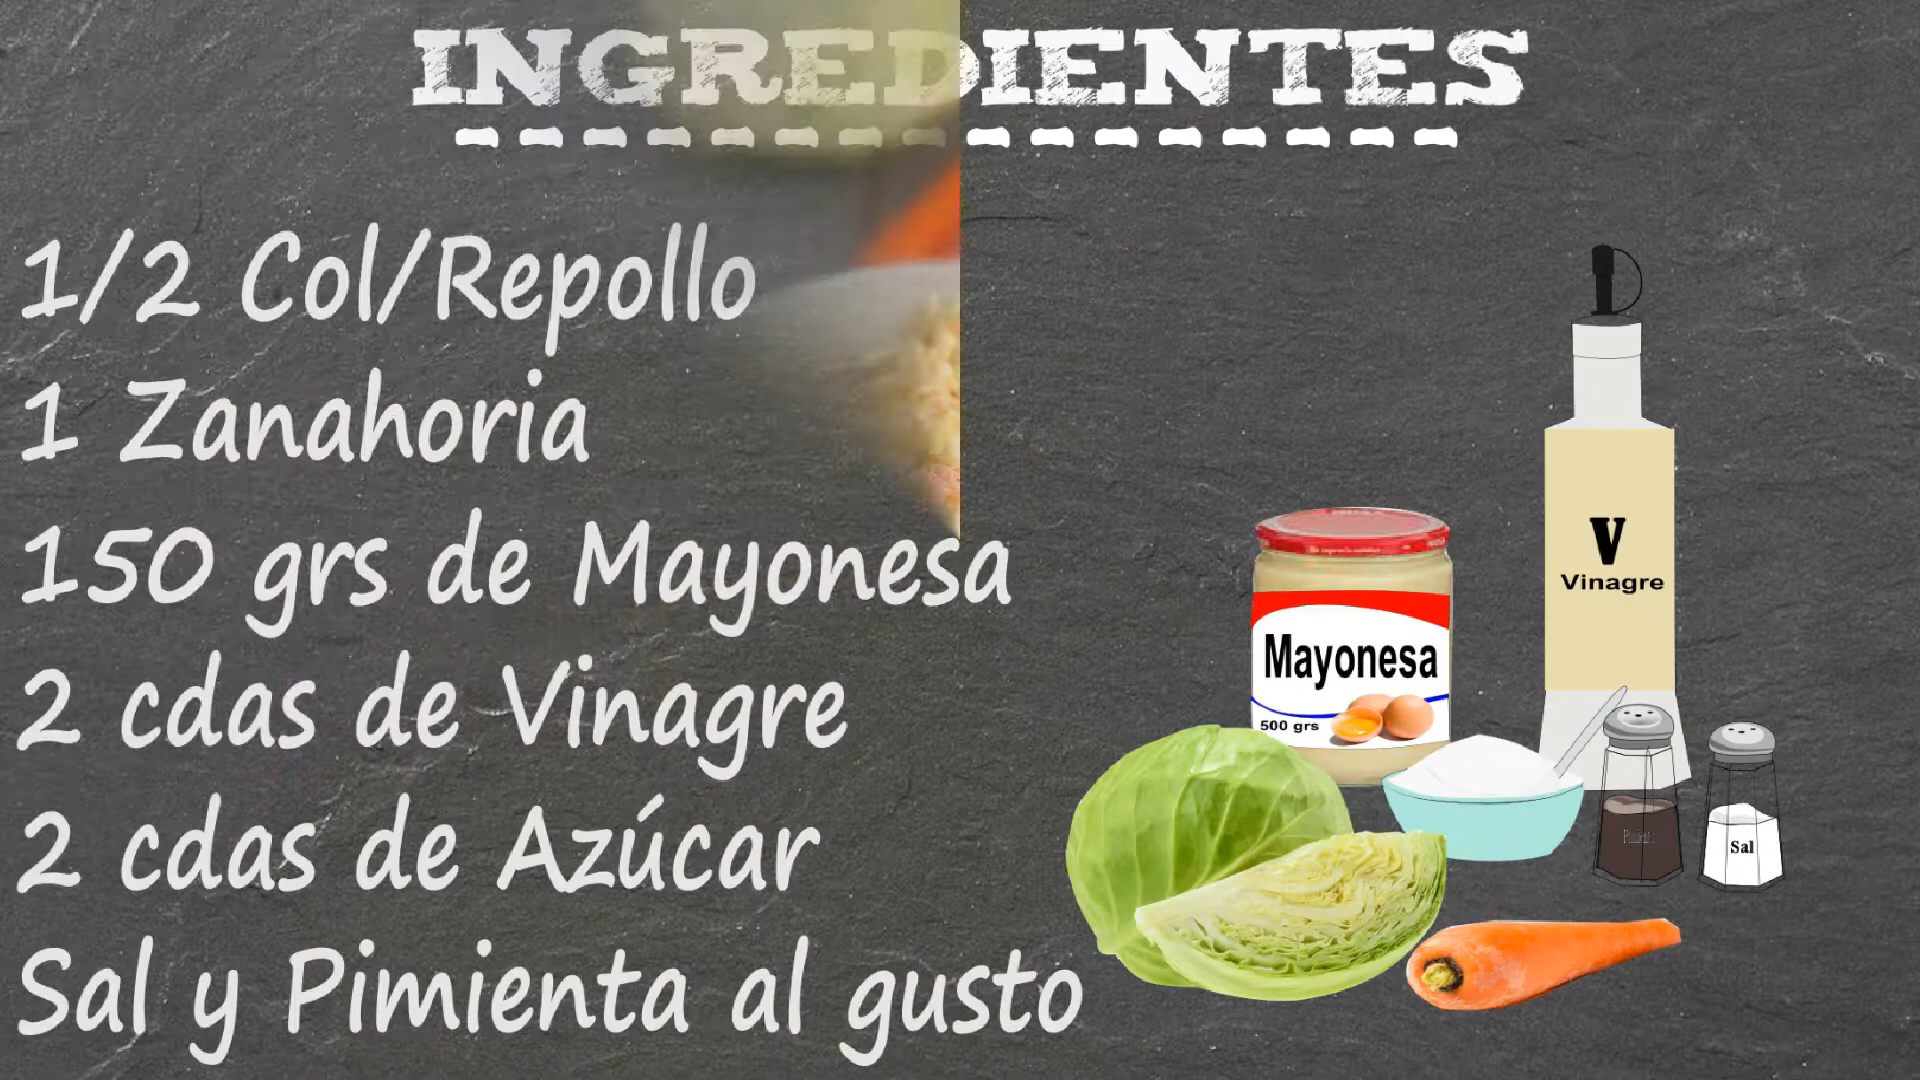 INGREDIENTES
1/2 Col/Repollo
1 Zanahoria
150 grs de Mayonesa
2 cdas de Vinagre
2 cdas de Azúcar
Sal y Pimienta al gusto
V
Vinagre
Mayonesa
500 grs
Sal